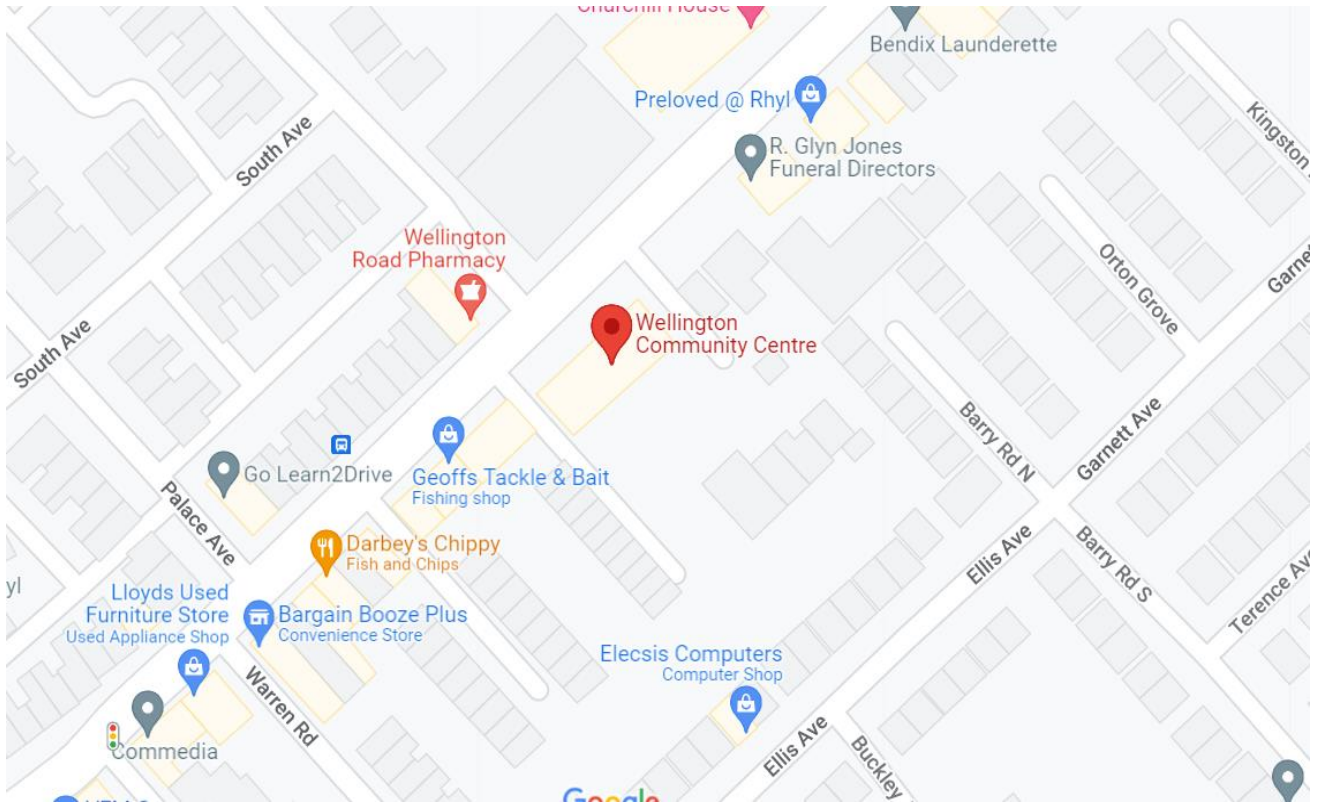 Churchill House
Bendix Launderette
Preloved @ Rhyl
South Ave
Kingston
R. Glyn Jones
Funeral Directors
Wellington
Road Pharmacy
Orton Grove
Wellington
Community Centre
South Ave
Barry Rd N
Garnett Ave
Go Learn2Drive
Geoffs Tackle & Bait
Fishing shop
Palace Ave
Darbey's Chippy
Fish and Chips
Ellis Ave
Barry Rd S
yl
Lloyds Used
Furniture Store
Used Appliance Shop
Bargain Booze Plus
Convenience Store
Elecsis Computers
Computer Shop
Warren Rd
Commedia
Ellis Ave
Buckley
Google